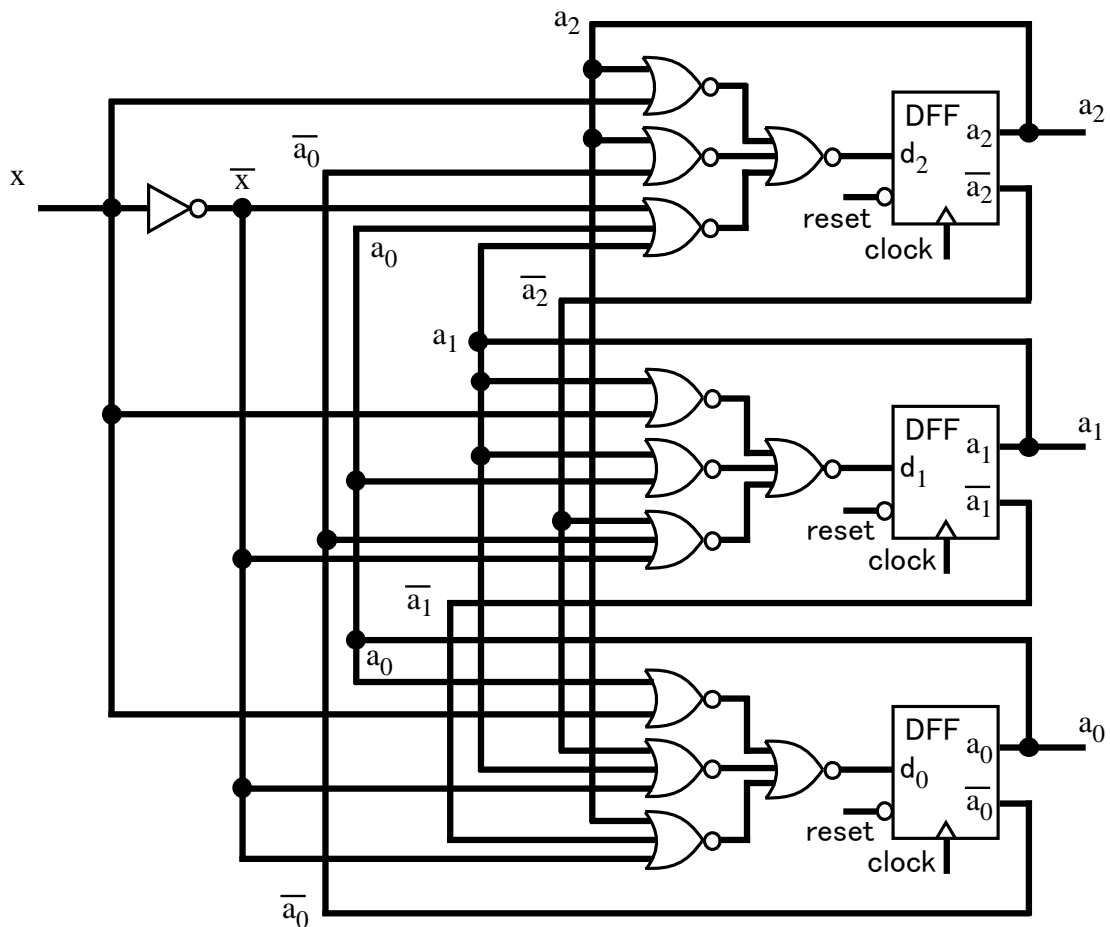 a₂
DFF
a₂
a₂
d₂
a̅₂
reset
clock
x
x̅
a̅₀
a₀
a̅₂
a₁
DFF
a₁
a₁
d₁
a̅₁
reset
clock
a̅₁
a₀
DFF
a₀
a₀
d₀
a̅₀
reset
clock
a̅₀